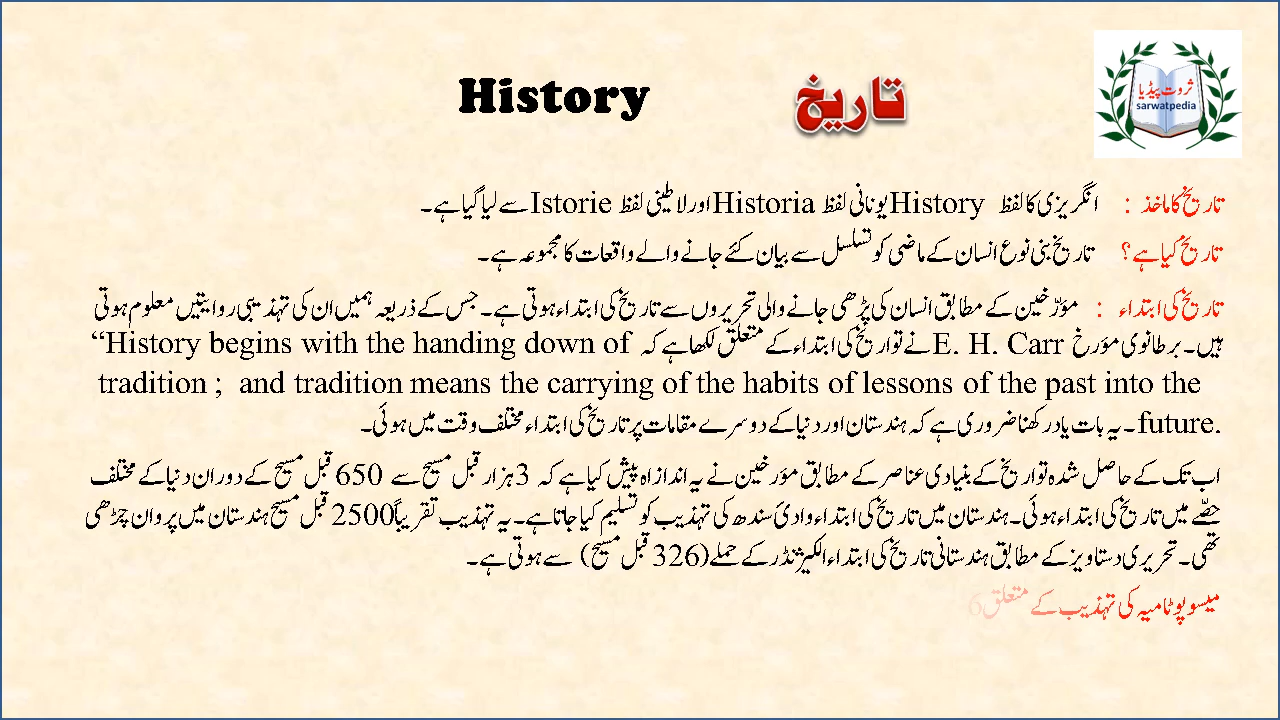 History تاریخ
ثروت پیڈیا
sarwatpedia
تاریخ کا ماخذ : انگریزی کا لفظ History یونانی لفظ Historia اور لاطینی لفظ Istorie سے لیا گیا ہے۔
تاریخ کیا ہے؟ تاریخ بنی نوع انسان کے ماضی کو تسلسل سے بیان کئے جانے والے واقعات کا مجموعہ ہے۔
تاریخ کی ابتداء : مؤرّخین کے مطابق انسان کی پڑھی جانے والی تحریروں سے تاریخ کی ابتداء ہوتی ہے۔ جس کے ذریعہ ہمیں ان کی تہذیبی روایتیں معلوم ہوتی
ہیں۔ برطانوی مؤرخ E. H. Carr نے تواریخ کی ابتداء کے متعلق لکھا ہے کہ “History begins with the handing down of
tradition ; and tradition means the carrying of the habits of lessons of the past into the
future.۔ یہ بات یاد رکھنا ضروری ہے کہ ہندستان اور دنیا کے دوسرے مقامات پر تاریخ کی ابتداء مختلف وقت میں ہوئی۔
اب تک کے حاصل شدہ تواریخ کے بنیادی عناصر کے مطابق مؤرخین نے یہ اندازہ پیش کیا ہے کہ 3 ہزار قبل مسیح سے 650 قبل مسیح کے دوران دنیا کے مختلف
حصّے میں تاریخ کی ابتداء ہوئی۔ ہندستان میں تاریخ کی ابتداء وادیٔ سندھ کی تہذیب کو تسلیم کیا جاتا ہے۔ یہ تہذیب تقریباً 2500 قبل مسیح ہندستان میں پروان چڑھی
تھی۔ تحریری دستاویز کے مطابق ہندستانی تاریخ کی ابتداء الکیژنڈر کے حملے (326 قبل مسیح) سے ہوتی ہے۔
میسوپوٹامیہ کی تہذیب کے متعلق 6